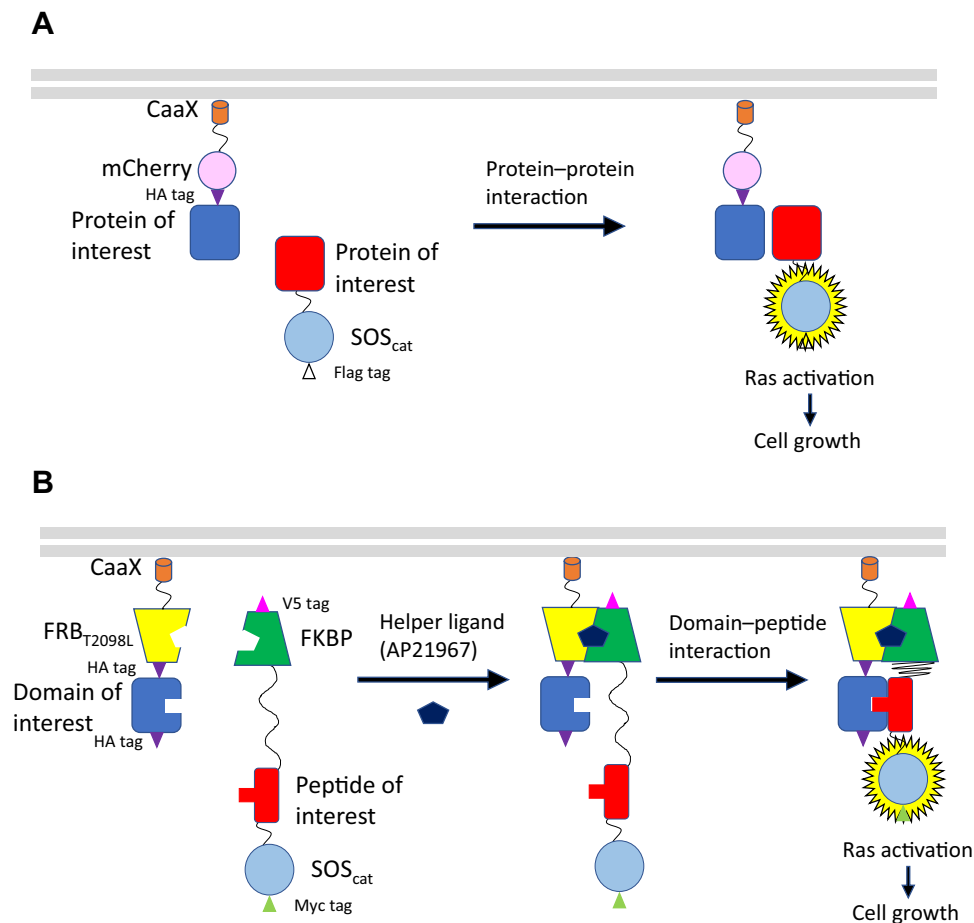 A
CaaX
mCherry
HA tag
Protein of
interest
Protein of
interest
SOScat
Flag tag
Protein–protein
interaction
Ras activation
Cell growth
B
CaaX
FRBT2098L
HA tag
Domain of
interest
HA tag
V5 tag
FKBP
Peptide of
interest
SOScat
Myc tag
Helper ligand
(AP21967)
Domain–peptide
interaction
Ras activation
Cell growth